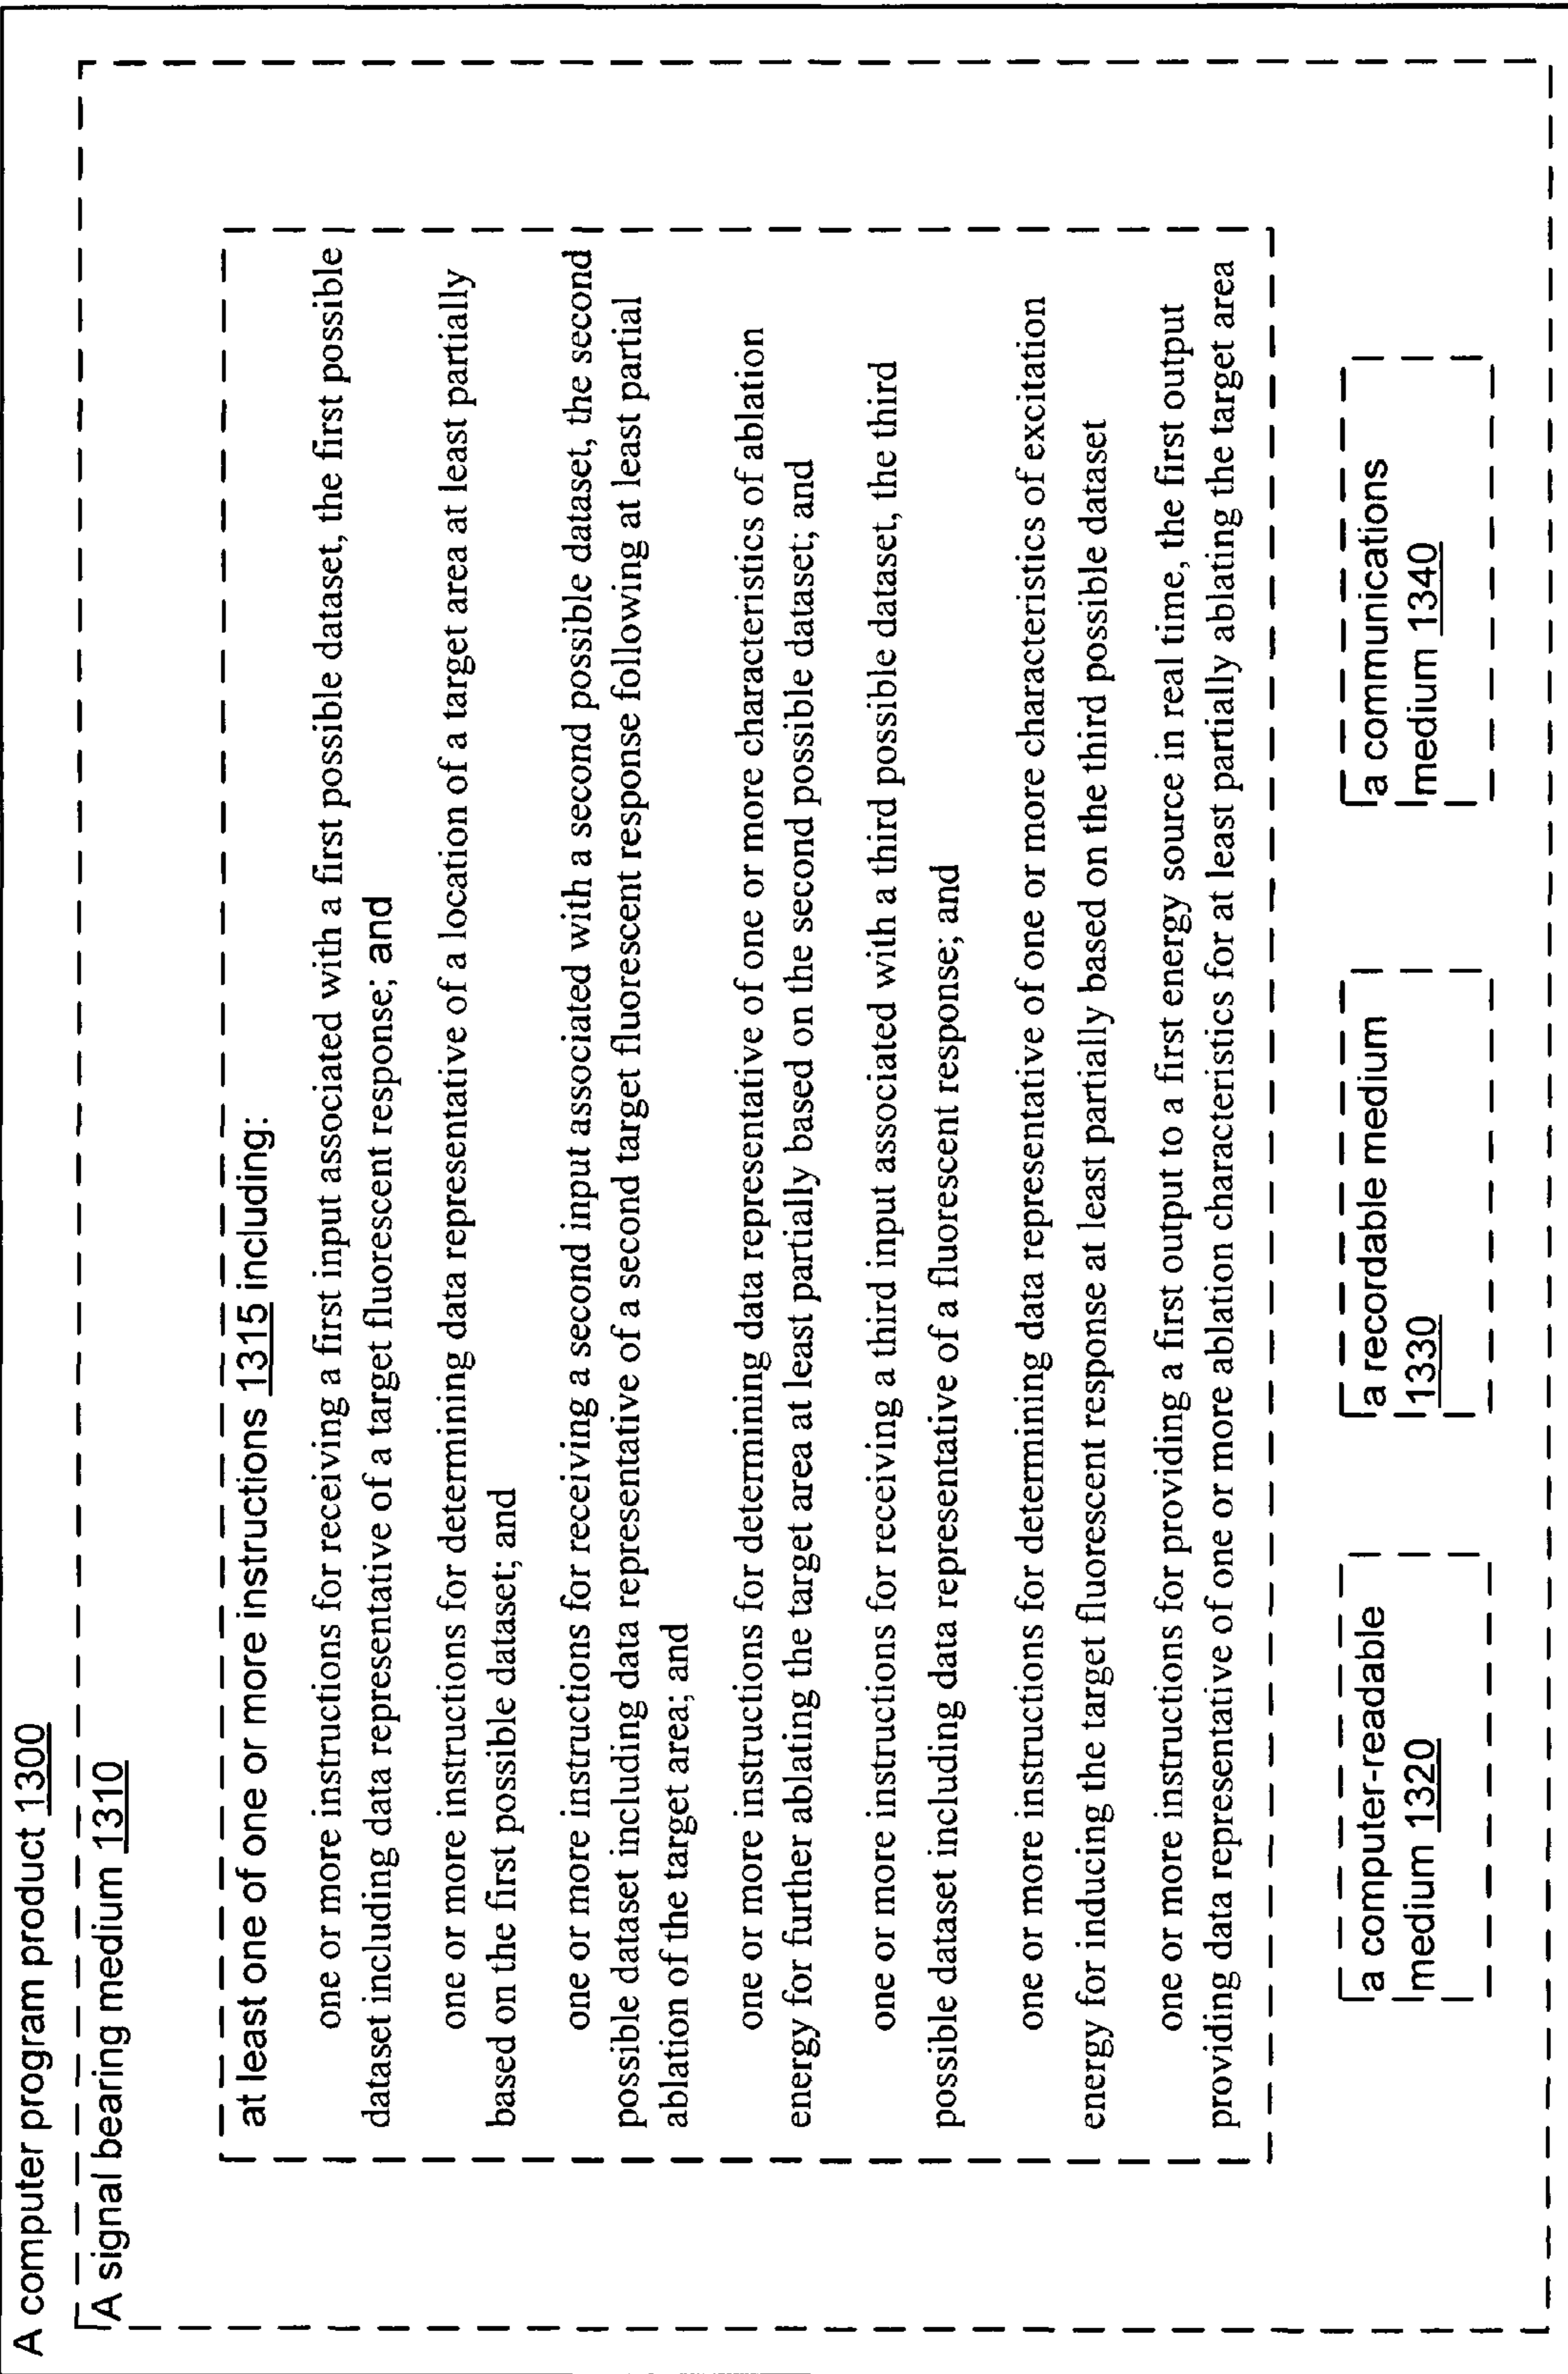 A computer program product 1300
A signal bearing medium 1310
at least one of one or more instructions 1315 including:
one or more instructions for receiving a first input associated with a first possible dataset, the first possible
dataset including data representative of a target fluorescent response; and
one or more instructions for determining data representative of a location of a target area at least partially
based on the first possible dataset; and
one or more instructions for receiving a second input associated with a second possible dataset, the second
possible dataset including data representative of a second target fluorescent response following at least partial
ablation of the target area; and
one or more instructions for determining data representative of one or more characteristics of ablation
energy for further ablating the target area at least partially based on the second possible dataset; and
one or more instructions for receiving a third input associated with a third possible dataset, the third
possible dataset including data representative of a fluorescent response; and
one or more instructions for determining data representative of one or more characteristics of excitation
energy for inducing the target fluorescent response at least partially based on the third possible dataset
one or more instructions for providing a first output to a first energy source in real time, the first output
providing data representative of one or more ablation characteristics for at least partially ablating the target area
a computer-readable
medium 1320
a recordable medium
1330
a communications
medium 1340